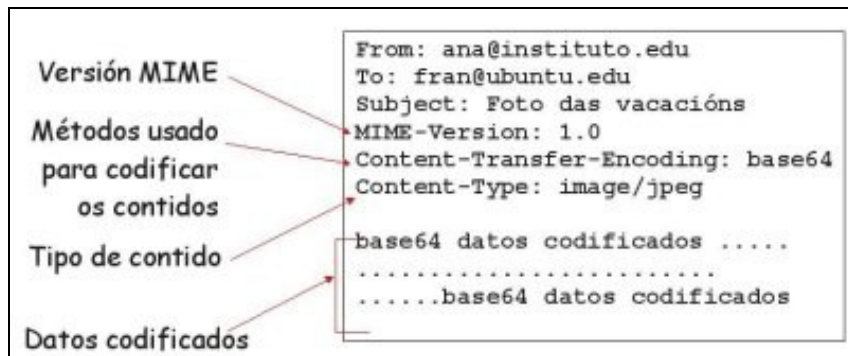 Versión MIME
Métodos usado
para codificar
os contidos
Tipo de contido
Datos codificados
From: ana@instituto.edu
To: fran@ubuntu.edu
Subject: Foto das vacacións
MIME-Version: 1.0
Content-Transfer-Encoding: base64
Content-Type: image/jpeg
base64 datos codificados .....
.........................
......base64 datos codificados